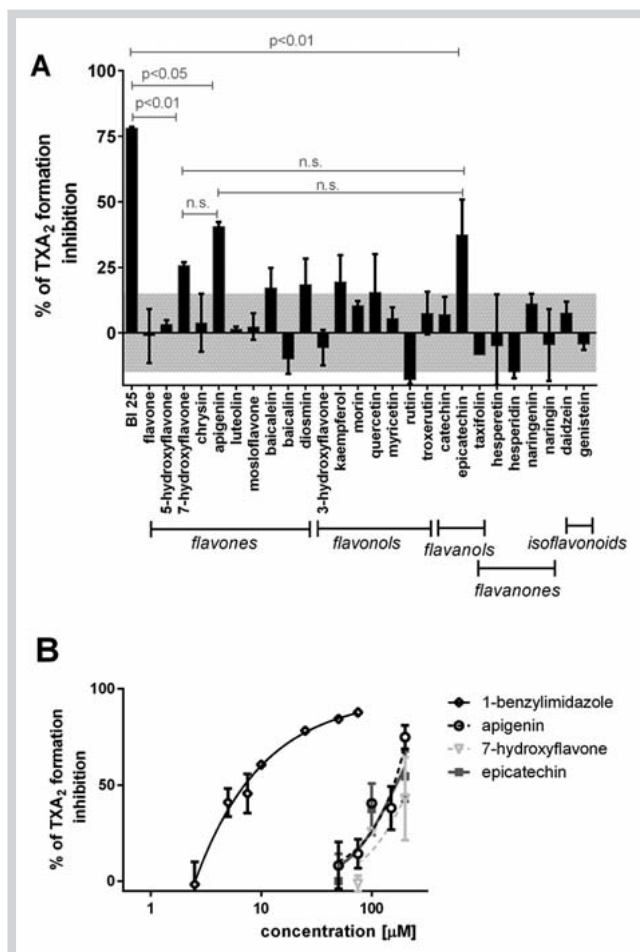 p<0.01
A
100
p<0.05
p<0.01
75
n.s.
50
n.s.
n.s.
25
0
% of TXA₂ formation
inhibition
BI 25
flavone
5-hydroxyflavone
7-hydroxyflavone
chrysin
apigenin
luteolin
mosloflavone
baicalein
baicalin
diosmin
3-hydroxyflavone
kaempferol
morin
quercetin
myricetin
rutin
troxerutin
catechin
epicatechin
taxifolin
hesperetin
hesperidin
naringenin
naringin
daidzein
genistein
flavones
flavonols
flavanols
isoflavonoids
flavanones
B
100
50
0
% of TXA₂ formation
inhibition
1-benzylimidazole
apigenin
7-hydroxyflavone
epicatechin
1
10
100
concentration [µM]